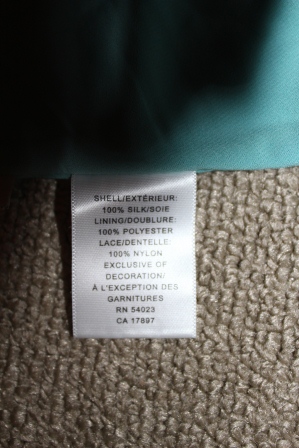 SHELL/EXTÉRIEUR:
100% SILK/SOIE
LINING/DOUBLURE:
100% POLYESTER
LACE/DENTELLE:
100% NYLON
EXCLUSIVE OF
DECORATION/
À L'EXCEPTION DES
GARNITURES
RN 54023
CA 17897